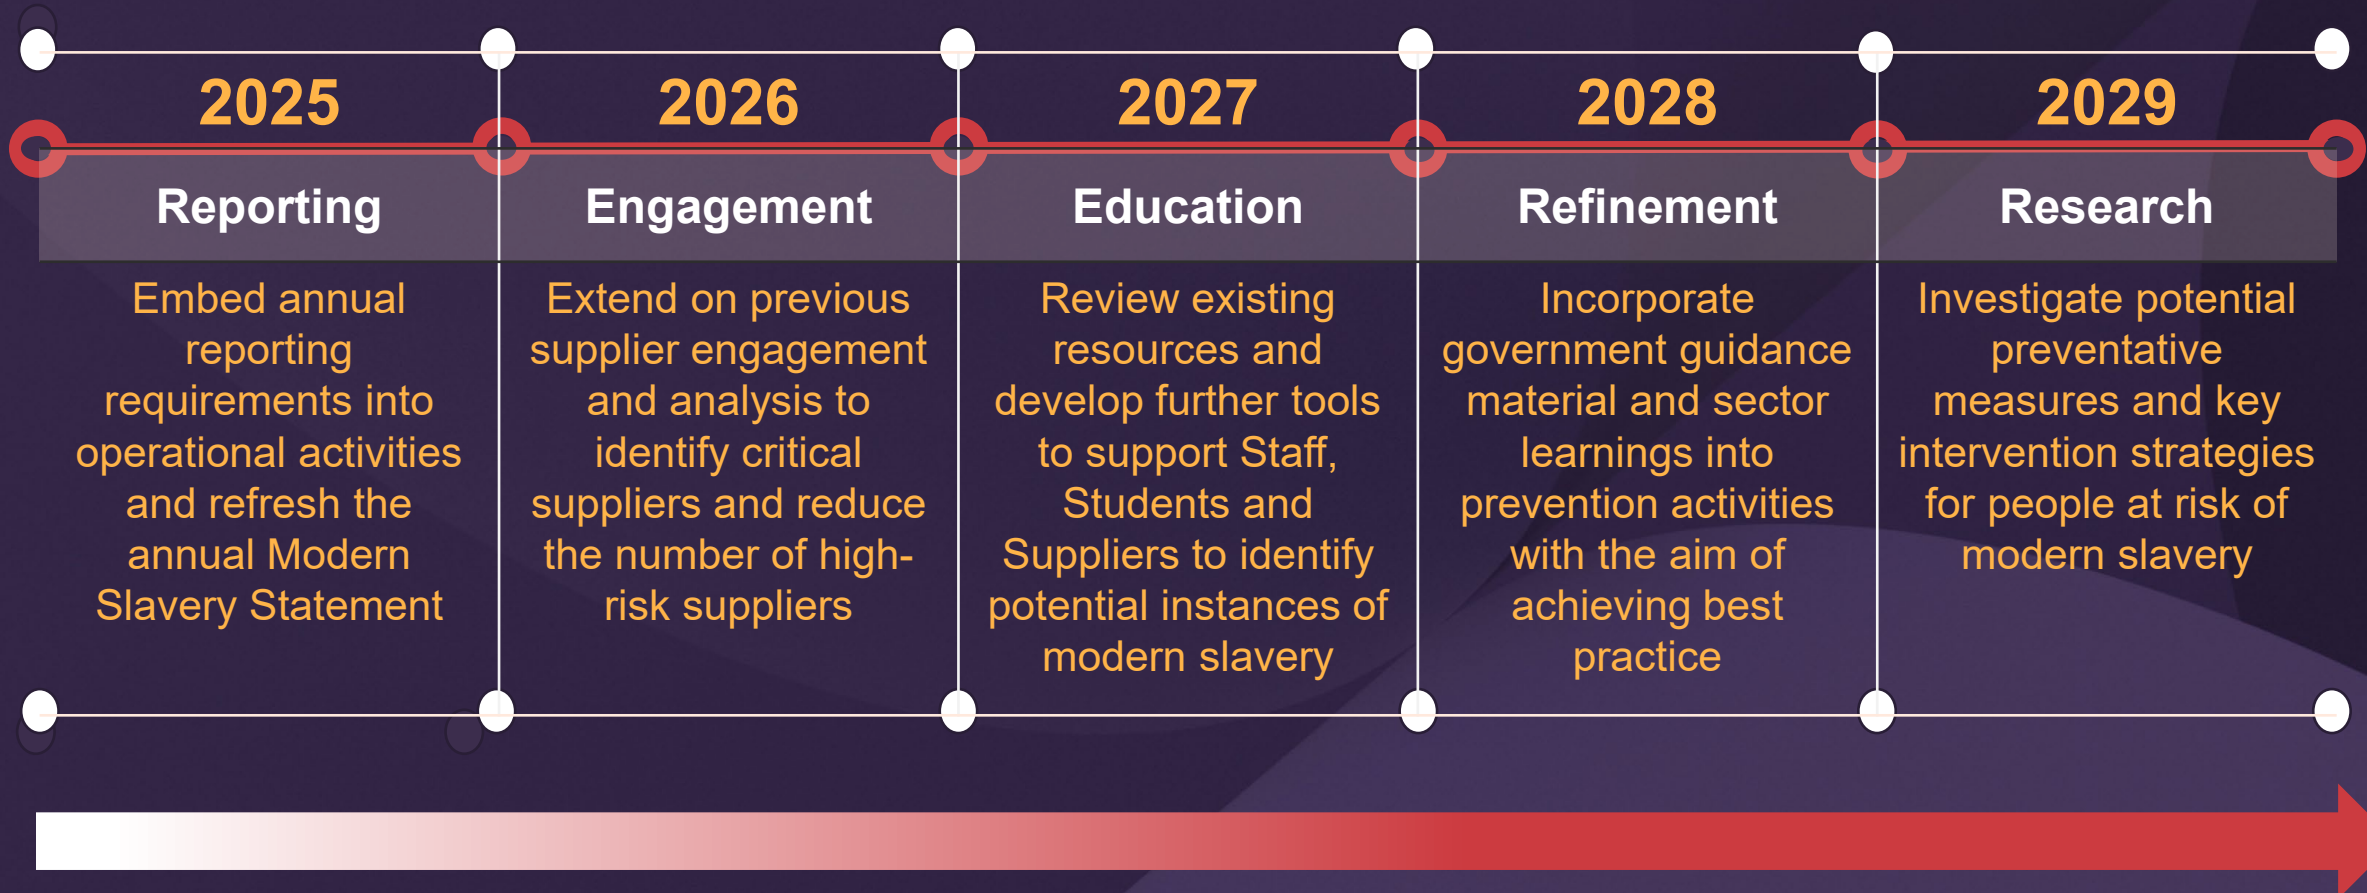 2025
Reporting
Embed annual
reporting
requirements into
operational activities
and refresh the
annual Modern
Slavery Statement
2026
Engagement
Extend on previous
supplier engagement
and analysis to
identify critical
suppliers and reduce
the number of high-
risk suppliers
2027
Education
Review existing
resources and
develop further tools
to support Staff,
Students and
Suppliers to identify
potential instances of
modern slavery
2028
Refinement
Incorporate
government guidance
material and sector
learnings into
prevention activities
with the aim of
achieving best
practice
2029
Research
Investigate potential
preventative
measures and key
intervention strategies
for people at risk of
modern slavery